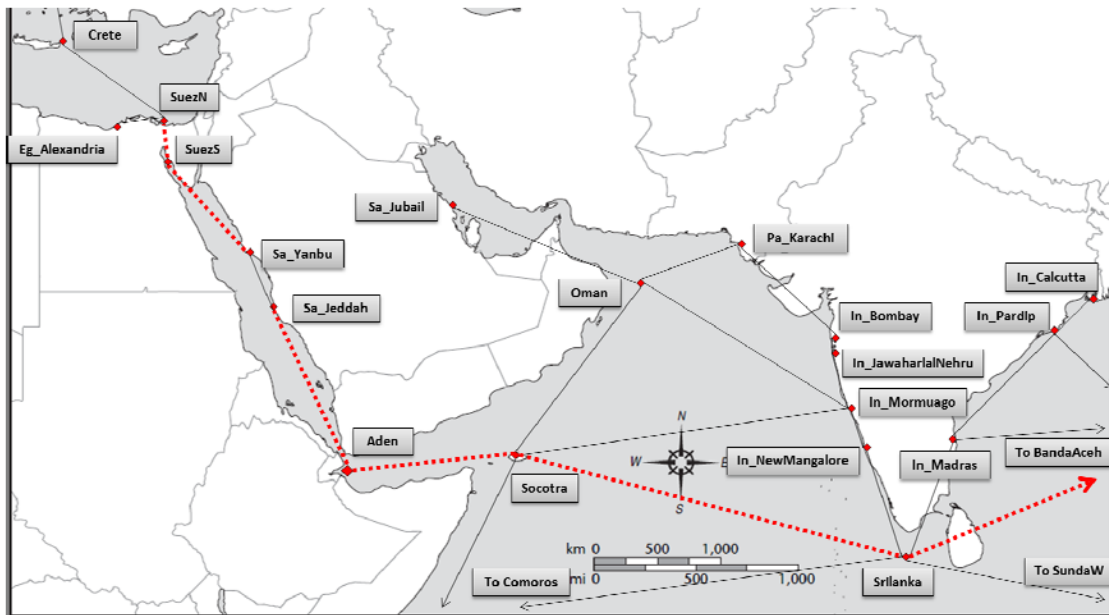 Crete
SuezN
Eg_Alexandria
SuezS
Sa_Jubail
Pa_Karachi
Sa_Yanbu
Oman
In_Calcutta
Sa_Jeddah
In_Bombay
In_Pardip
In_JawaharlalNehru
In_Mormuago
N
Aden
W
E
In_NewMangalore
In_Madras
To BandaAceh
Socotra
S
km 0 500 1,000
mi 0 500 1,000
To Comoros
Srilanka
To SundaW